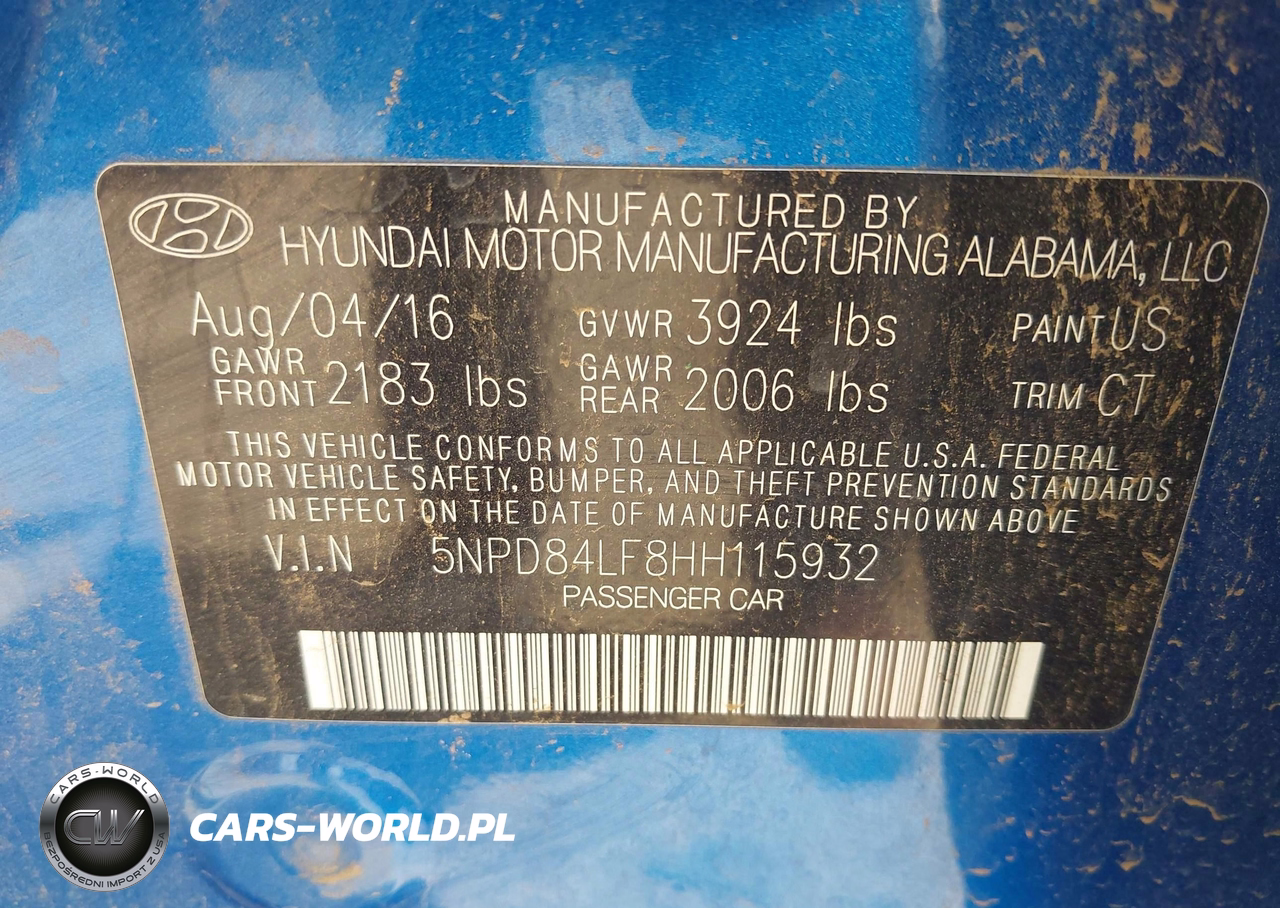 MANUFACTURED BY
HYUNDAI MOTOR MANUFACTURING ALABAMA, LLC
Aug/04/16 GVWR 3924 lbs PAINT US
GAWR FRONT 2183 lbs GAWR REAR 2006 lbs TRIM CT
THIS VEHICLE CONFORMS TO ALL APPLICABLE U.S.A. FEDERAL
MOTOR VEHICLE SAFETY, BUMPER, AND THEFT PREVENTION STANDARDS
IN EFFECT ON THE DATE OF MANUFACTURE SHOWN ABOVE
V.I.N 5NPD84LF8HH115932
PASSENGER CAR
CARS-WORLD
CW
BEZPOŚREDNI IMPORT Z USA
CARS-WORLD.PL